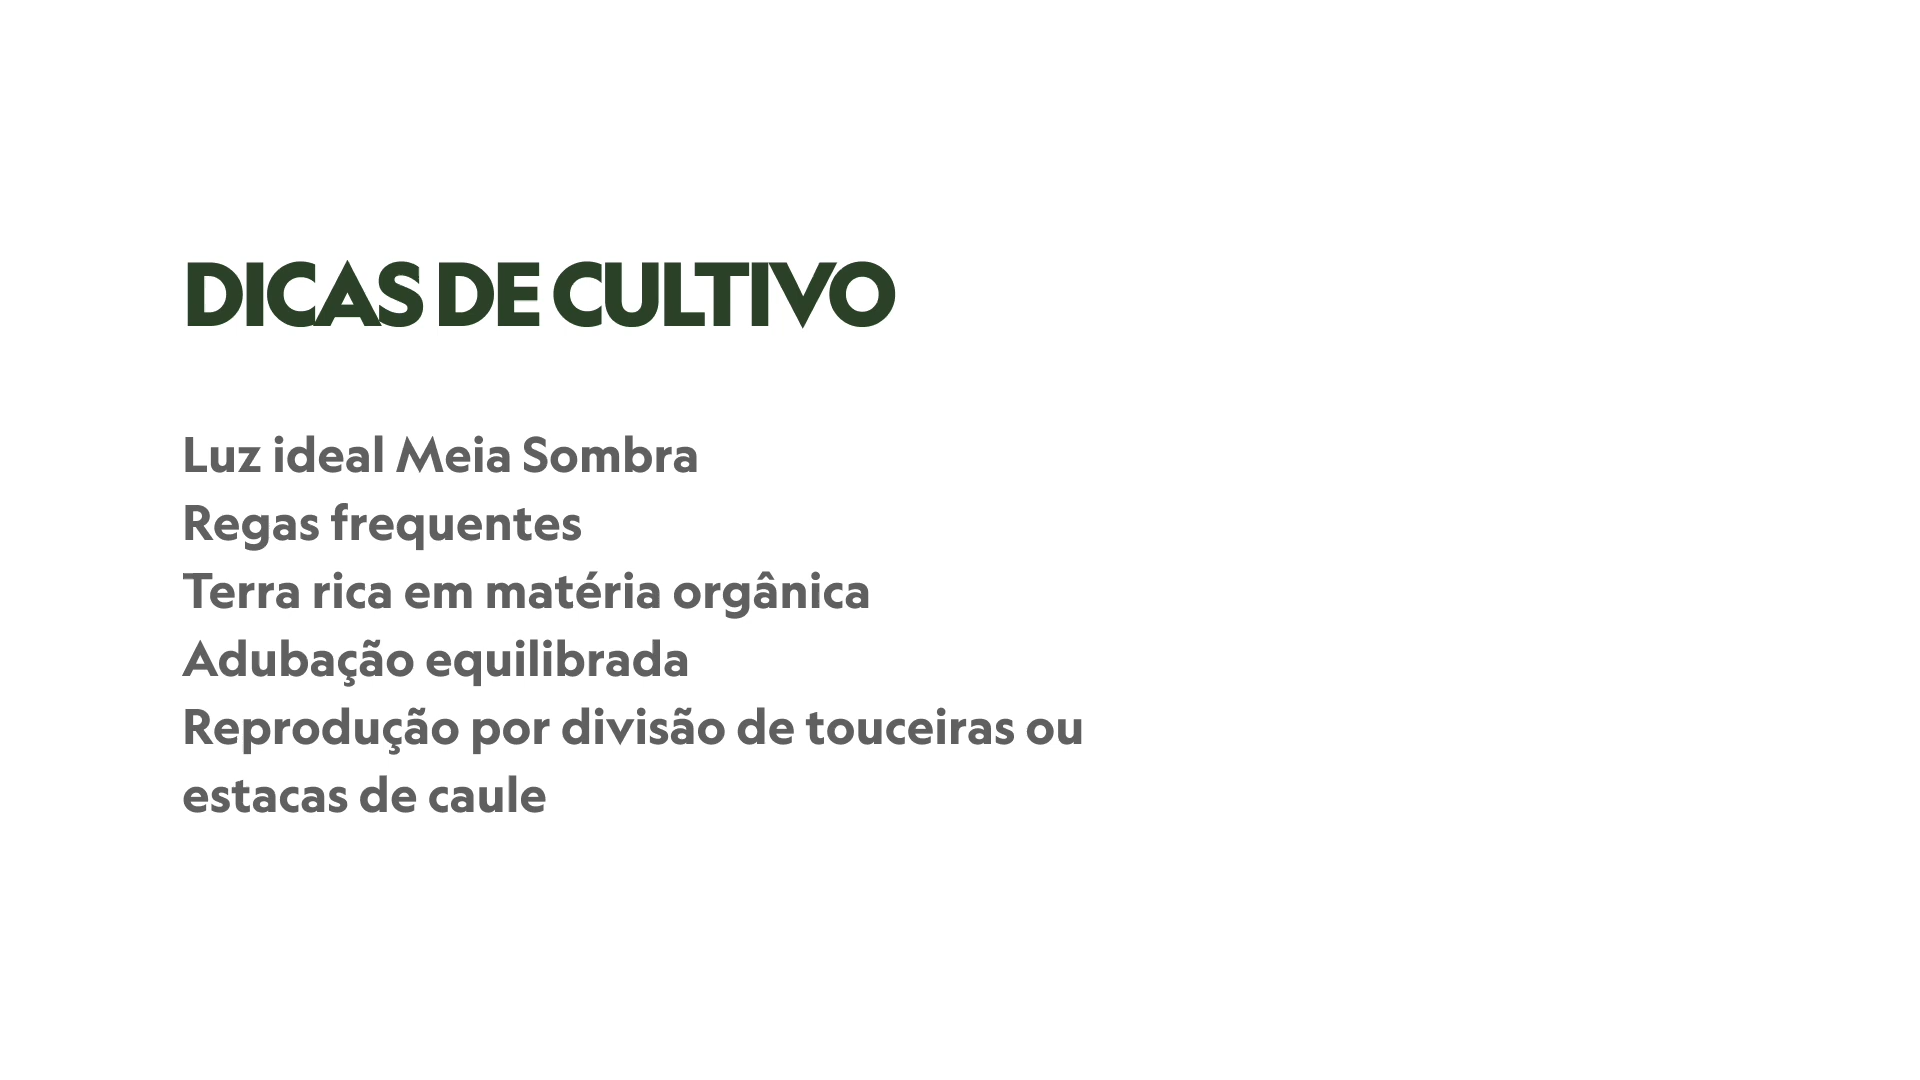 DICAS DE CULTIVO
Luz ideal Meia Sombra
Regas frequentes
Terra rica em matéria orgânica
Adubação equilibrada
Reprodução por divisão de touceiras ou
estacas de caule